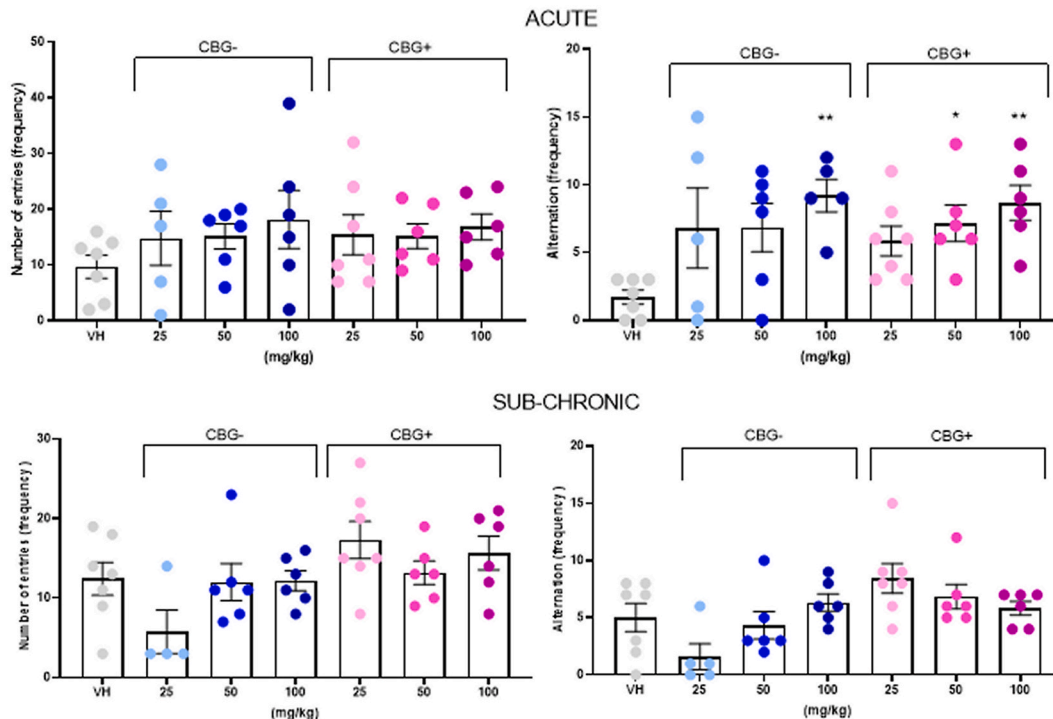 ACUTE
CBG-
CBG+
Number of entries (frequency)
50
40
30
20
10
0
VH
25
50
100
25
50
100
(mg/kg)
CBG-
CBG+
Alternation (frequency)
20
15
10
5
0
**
*
**
VH
25
50
100
25
50
100
(mg/kg)
SUB-CHRONIC
CBG-
CBG+
Number of entries (frequency)
30
20
10
0
VH
25
50
100
25
50
100
(mg/kg)
CBG-
CBG+
Alternation (frequency)
20
15
10
5
0
VH
25
50
100
25
50
100
(mg/kg)